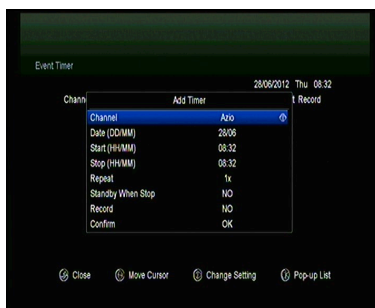 Event Timer
28/06/2012 Thu 08:32
Chann Add Timer t Record
Channel Azio
Date (DD/MM) 28/06
Start (HH/MM) 08:32
Stop (HH/MM) 08:32
Repeat 1x
Standby When Stop NO
Record NO
Confirm OK
Close Move Cursor Change Setting Pop-up List